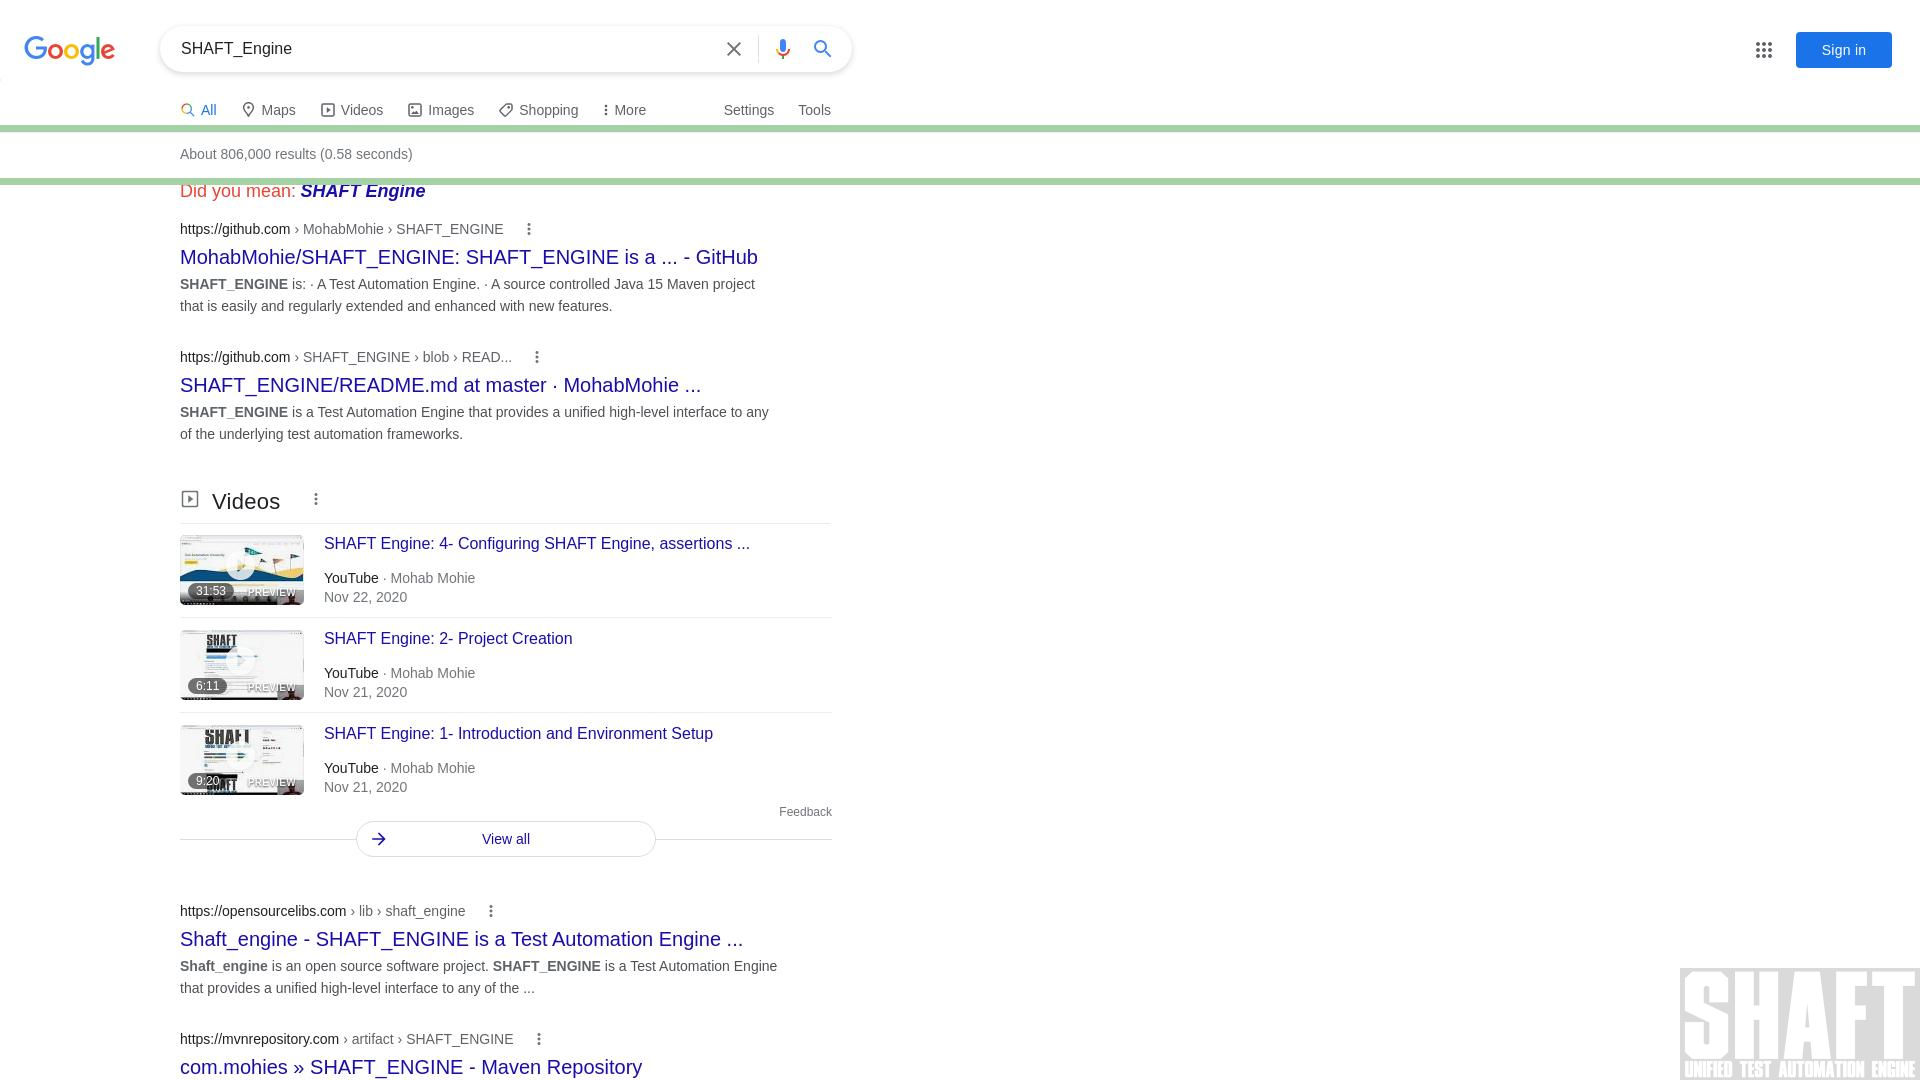 Google
SHAFT_Engine
Sign in
All
Maps
Videos
Images
Shopping
More
Settings
Tools
About 806,000 results (0.58 seconds)
Did you mean: SHAFT Engine
https://github.com › MohabMohie › SHAFT_ENGINE
MohabMohie/SHAFT_ENGINE: SHAFT_ENGINE is a ... - GitHub
SHAFT_ENGINE is: · A Test Automation Engine. · A source controlled Java 15 Maven project
that is easily and regularly extended and enhanced with new features.
https://github.com › SHAFT_ENGINE › blob › READ...
SHAFT_ENGINE/README.md at master · MohabMohie ...
SHAFT_ENGINE is a Test Automation Engine that provides a unified high-level interface to any
of the underlying test automation frameworks.
Videos
SHAFT Engine: 4- Configuring SHAFT Engine, assertions ...
YouTube · Mohab Mohie
31:53
PREVIEW
Nov 22, 2020
SHAFT
SHAFT Engine: 2- Project Creation
YouTube · Mohab Mohie
6:11
PREVIEW
Nov 21, 2020
SHAFT
SHAFT Engine: 1- Introduction and Environment Setup
YouTube · Mohab Mohie
9:20
PREVIEW
Nov 21, 2020
Feedback
View all
https://opensourcelibs.com › lib › shaft_engine
Shaft_engine - SHAFT_ENGINE is a Test Automation Engine ...
Shaft_engine is an open source software project. SHAFT_ENGINE is a Test Automation Engine
that provides a unified high-level interface to any of the ...
https://mvnrepository.com › artifact › SHAFT_ENGINE
com.mohies » SHAFT_ENGINE - Maven Repository
SHAFT
UNIFIED TEST AUTOMATION ENGINE